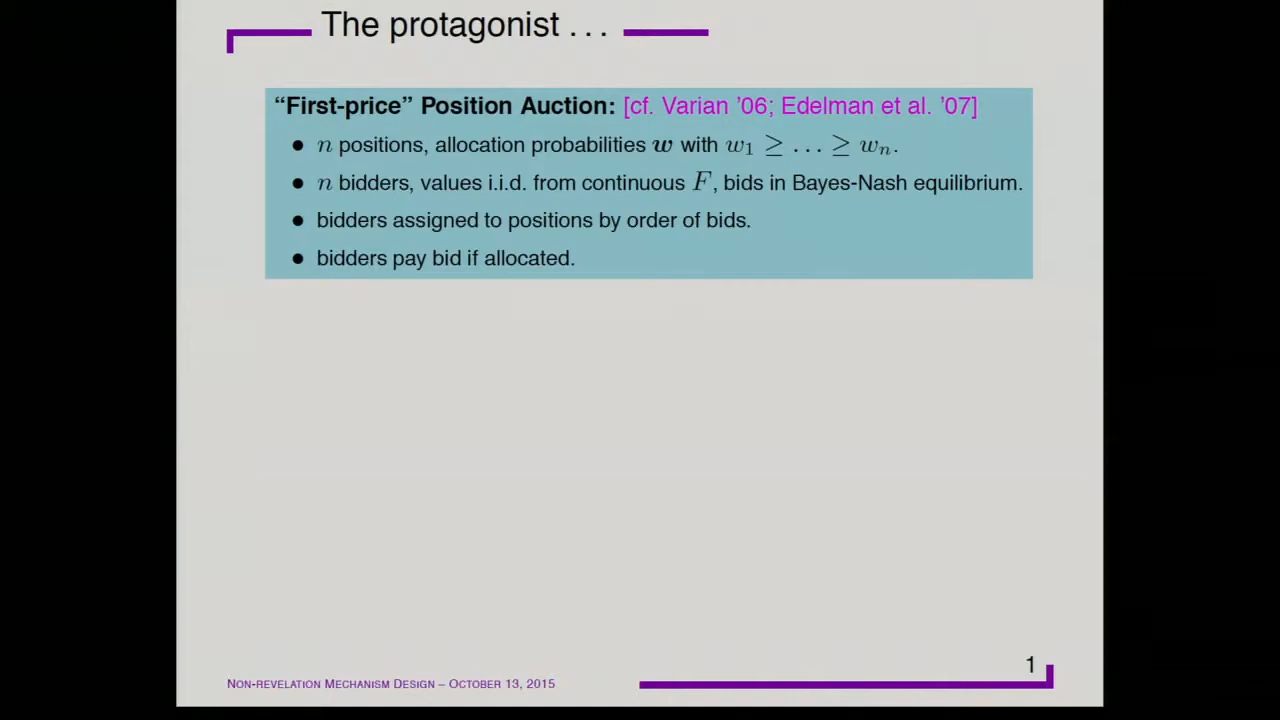 The protagonist . . .
“First-price” Position Auction: [cf. Varian ’06; Edelman et al. ’07]
● n positions, allocation probabilities w with w₁ ≥ . . . ≥ wₙ.
● n bidders, values i.i.d. from continuous F, bids in Bayes-Nash equilibrium.
● bidders assigned to positions by order of bids.
● bidders pay bid if allocated.
1
NON-REVELATION MECHANISM DESIGN – OCTOBER 13, 2015